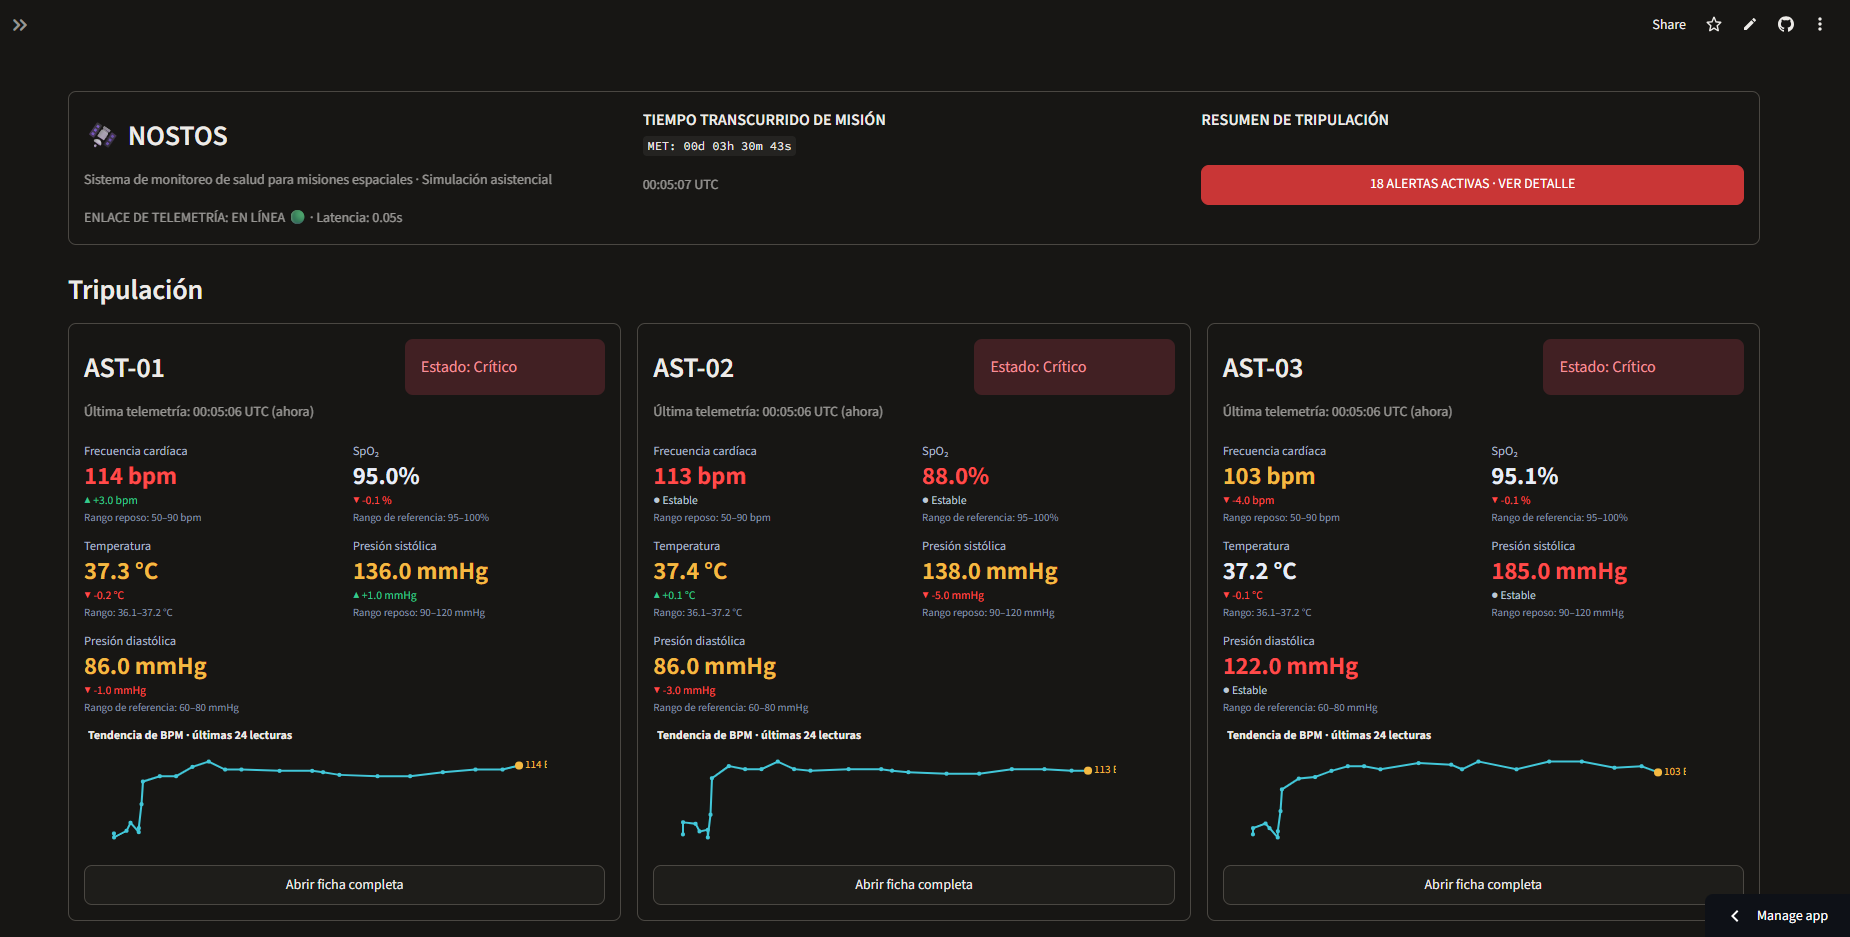 Share
NOSTOS
Sistema de monitoreo de salud para misiones espaciales · Simulación asistencial
ENLACE DE TELEMETRÍA: EN LÍNEA · Latencia: 0.05s
TIEMPO TRANSCURRIDO DE MISIÓN
MET: 00d 03h 30m 43s
00:05:07 UTC
RESUMEN DE TRIPULACIÓN
18 ALERTAS ACTIVAS · VER DETALLE
Tripulación
AST-01
Estado: Crítico
Última telemetría: 00:05:06 UTC (ahora)
Frecuencia cardíaca
114 bpm
▲ +3.0 bpm
Rango reposo: 50–90 bpm
SpO₂
95.0%
▼ -0.1 %
Rango de referencia: 95–100%
Temperatura
37.3 °C
▼ -0.2 °C
Rango: 36.1–37.2 °C
Presión sistólica
136.0 mmHg
▲ +1.0 mmHg
Rango reposo: 90–120 mmHg
Presión diastólica
86.0 mmHg
▼ -1.0 mmHg
Rango de referencia: 60–80 mmHg
Tendencia de BPM · últimas 24 lecturas
114
Abrir ficha completa
AST-02
Estado: Crítico
Última telemetría: 00:05:06 UTC (ahora)
Frecuencia cardíaca
113 bpm
● Estable
Rango reposo: 50–90 bpm
SpO₂
88.0%
● Estable
Rango de referencia: 95–100%
Temperatura
37.4 °C
▲ +0.1 °C
Rango: 36.1–37.2 °C
Presión sistólica
138.0 mmHg
▼ -5.0 mmHg
Rango reposo: 90–120 mmHg
Presión diastólica
86.0 mmHg
▼ -3.0 mmHg
Rango de referencia: 60–80 mmHg
Tendencia de BPM · últimas 24 lecturas
113
Abrir ficha completa
AST-03
Estado: Crítico
Última telemetría: 00:05:06 UTC (ahora)
Frecuencia cardíaca
103 bpm
▼ -4.0 bpm
Rango reposo: 50–90 bpm
SpO₂
95.1%
▼ -0.1 %
Rango de referencia: 95–100%
Temperatura
37.2 °C
▼ -0.1 °C
Rango: 36.1–37.2 °C
Presión sistólica
185.0 mmHg
● Estable
Rango reposo: 90–120 mmHg
Presión diastólica
122.0 mmHg
● Estable
Rango de referencia: 60–80 mmHg
Tendencia de BPM · últimas 24 lecturas
103
Abrir ficha completa
Manage app